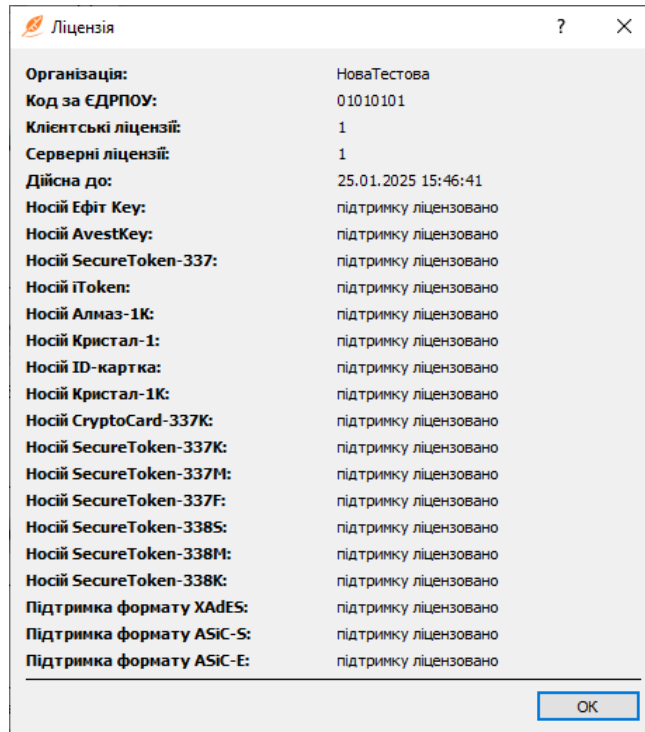 Ліцензія ?
Організація: НоваТестова
Код за ЄДРПОУ: 01010101
Клієнтські ліцензії: 1
Серверні ліцензії: 1
Дійсна до: 25.01.2025 15:46:41
Носій Ефіт Key: підтримку ліцензовано
Носій AvestKey: підтримку ліцензовано
Носій SecureToken-337: підтримку ліцензовано
Носій iToken: підтримку ліцензовано
Носій Алмаз-1К: підтримку ліцензовано
Носій Кристал-1: підтримку ліцензовано
Носій ID-картка: підтримку ліцензовано
Носій Кристал-1К: підтримку ліцензовано
Носій CryptoCard-337K: підтримку ліцензовано
Носій SecureToken-337K: підтримку ліцензовано
Носій SecureToken-337M: підтримку ліцензовано
Носій SecureToken-337F: підтримку ліцензовано
Носій SecureToken-338S: підтримку ліцензовано
Носій SecureToken-338M: підтримку ліцензовано
Носій SecureToken-338K: підтримку ліцензовано
Підтримка формату XAdES: підтримку ліцензовано
Підтримка формату ASiC-S: підтримку ліцензовано
Підтримка формату ASiC-E: підтримку ліцензовано
OK